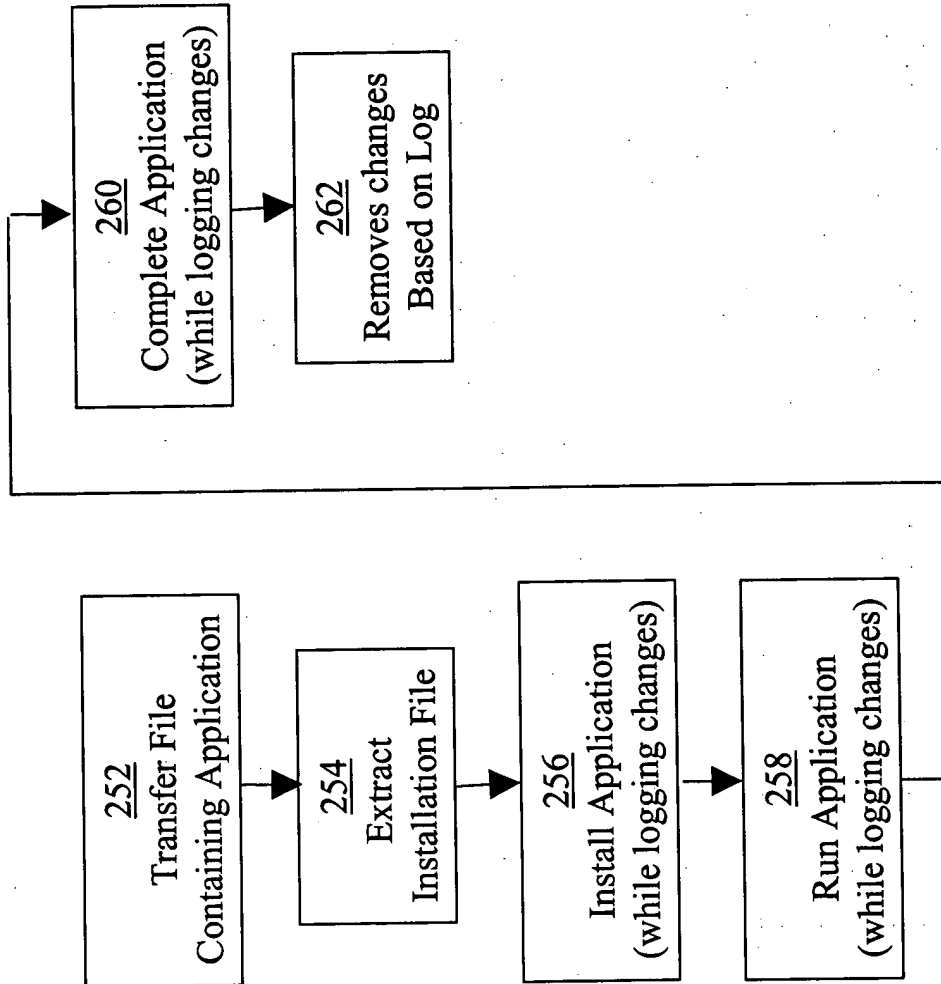 252
Transfer File
Containing Application
254
Extract
Installation File
256
Install Application
(while logging changes)
258
Run Application
(while logging changes)
260
Complete Application
(while logging changes)
262
Removes changes
Based on Log